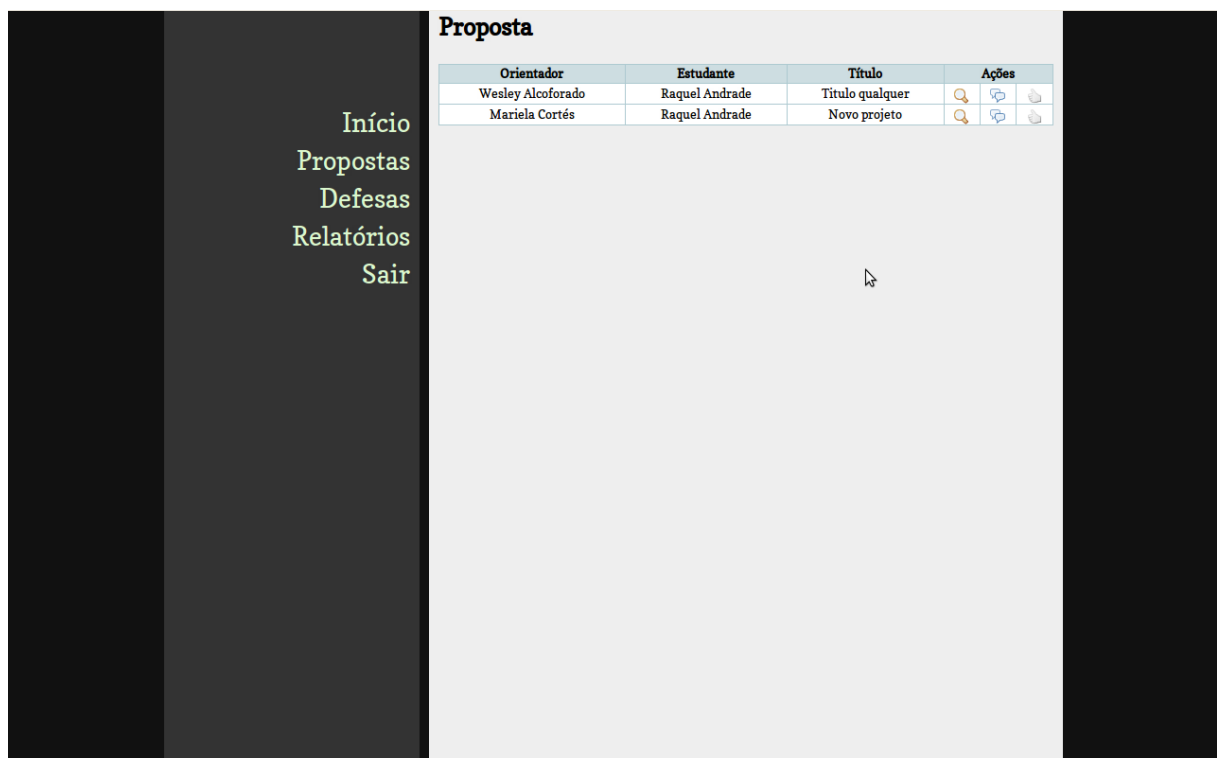 Proposta
Orientador Estudante Título Ações
Wesley Alcoforado Raquel Andrade Titulo qualquer
Mariela Cortés Raquel Andrade Novo projeto
Início
Propostas
Defesas
Relatórios
Sair